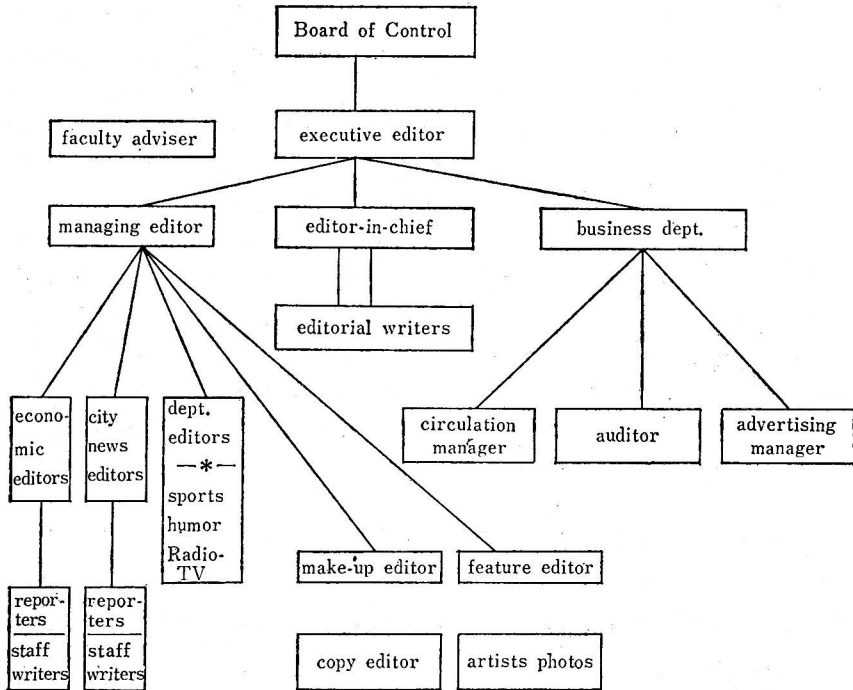 Board of Control
faculty adviser
executive editor
managing editor
editor-in-chief
business dept.
editorial writers
econo-
mic
editors
city
news
editors
dept.
editors
—*—
sports
humor
Radio-
TV
circulation
manager
auditor
advertising
manager
make-up editor
feature editor
repor-
ters
staff
writers
repor-
ters
staff
writers
copy editor
artists photos